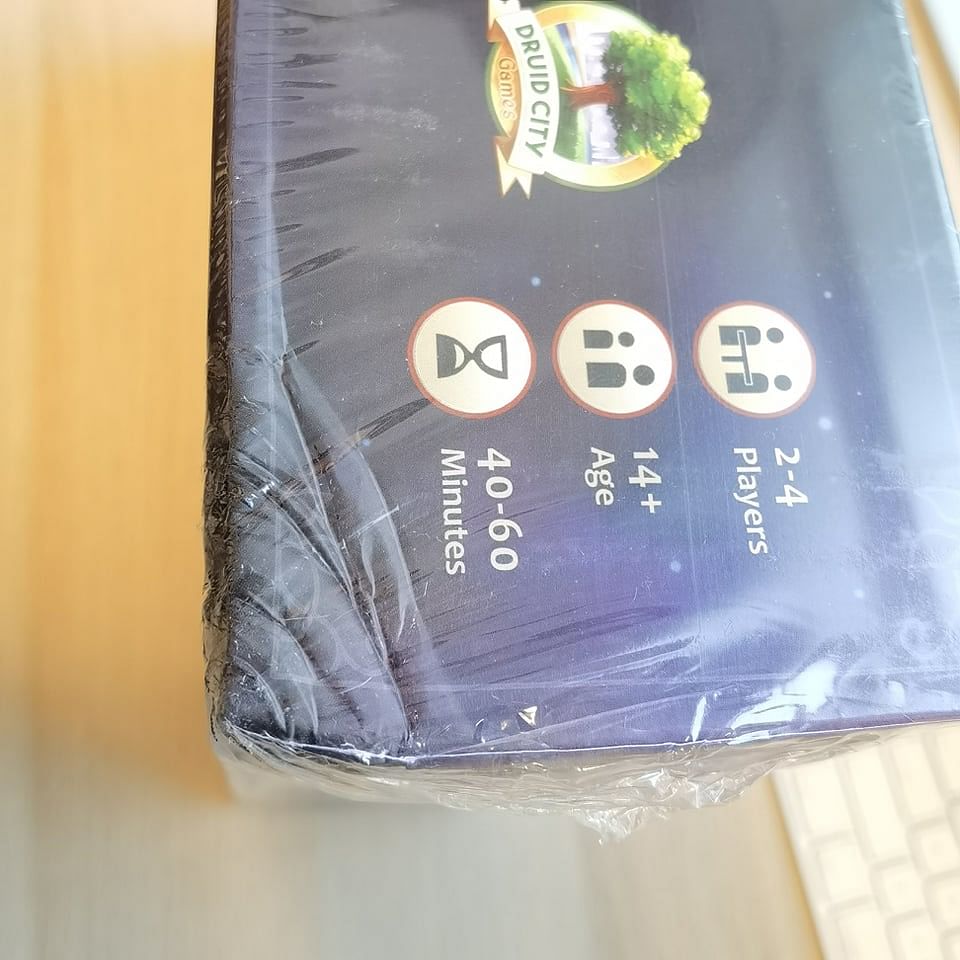 DRUID CITY
Games
2-4
Players
14+
Age
40-60
Minutes